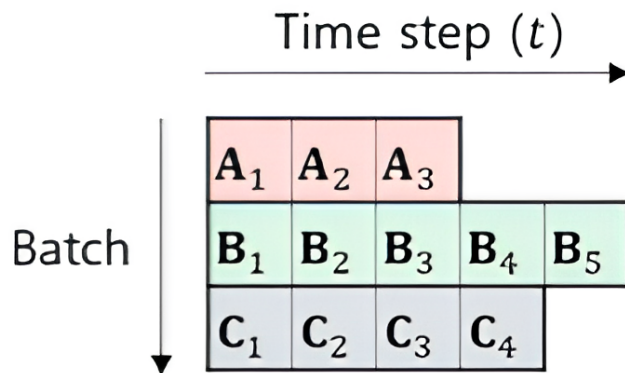 Time step (t)
Batch
A₁ A₂ A₃
B₁ B₂ B₃ B₄ B₅
C₁ C₂ C₃ C₄